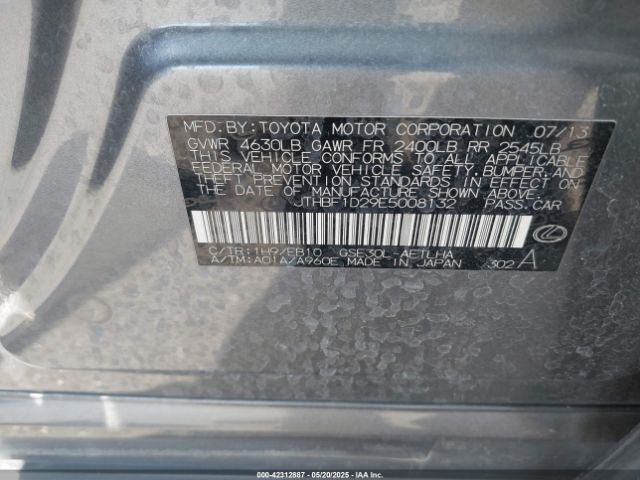 MFD.BY:TOYOTA MOTOR CORPORATION 07/13
GVWR 4630LB GAWR FR 2400LB RR 2545LB
THIS VEHICLE CONFORMS TO ALL APPLICABLE
FEDERAL MOTOR VEHICLE SAFETY,BUMPER,AND
THEFT PREVENTION STANDARDS IN EFFECT ON
THE DATE OF MANUFACTURE SHOWN ABOVE.
JTHBF1D29E5008132 PASS.CAR
C/TR:1H9/EB10 GSE30L-AETLHA
A/TM:A01A/A960E MADE IN JAPAN 302 A
000-42312887 - 05/20/2025 - IAA, Inc.